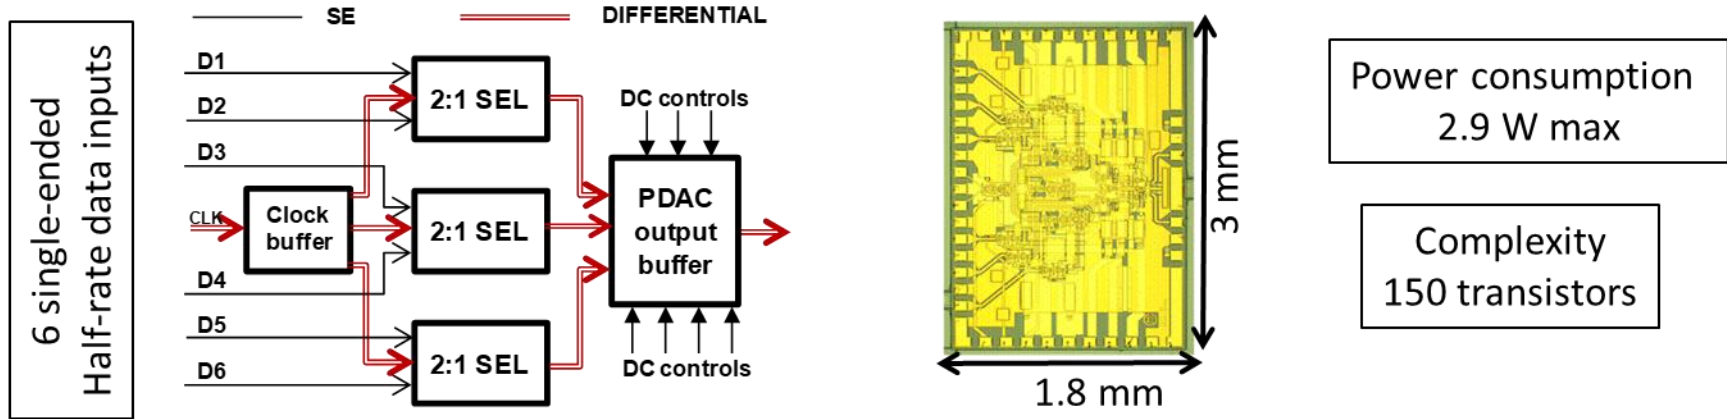 6 single-ended
Half-rate data inputs
SE
DIFFERENTIAL
D1
D2
D3
CLK
D4
D5
D6
Clock
buffer
2:1 SEL
2:1 SEL
2:1 SEL
DC controls
PDAC
output
buffer
DC controls
3 mm
1.8 mm
Power consumption
2.9 W max
Complexity
150 transistors